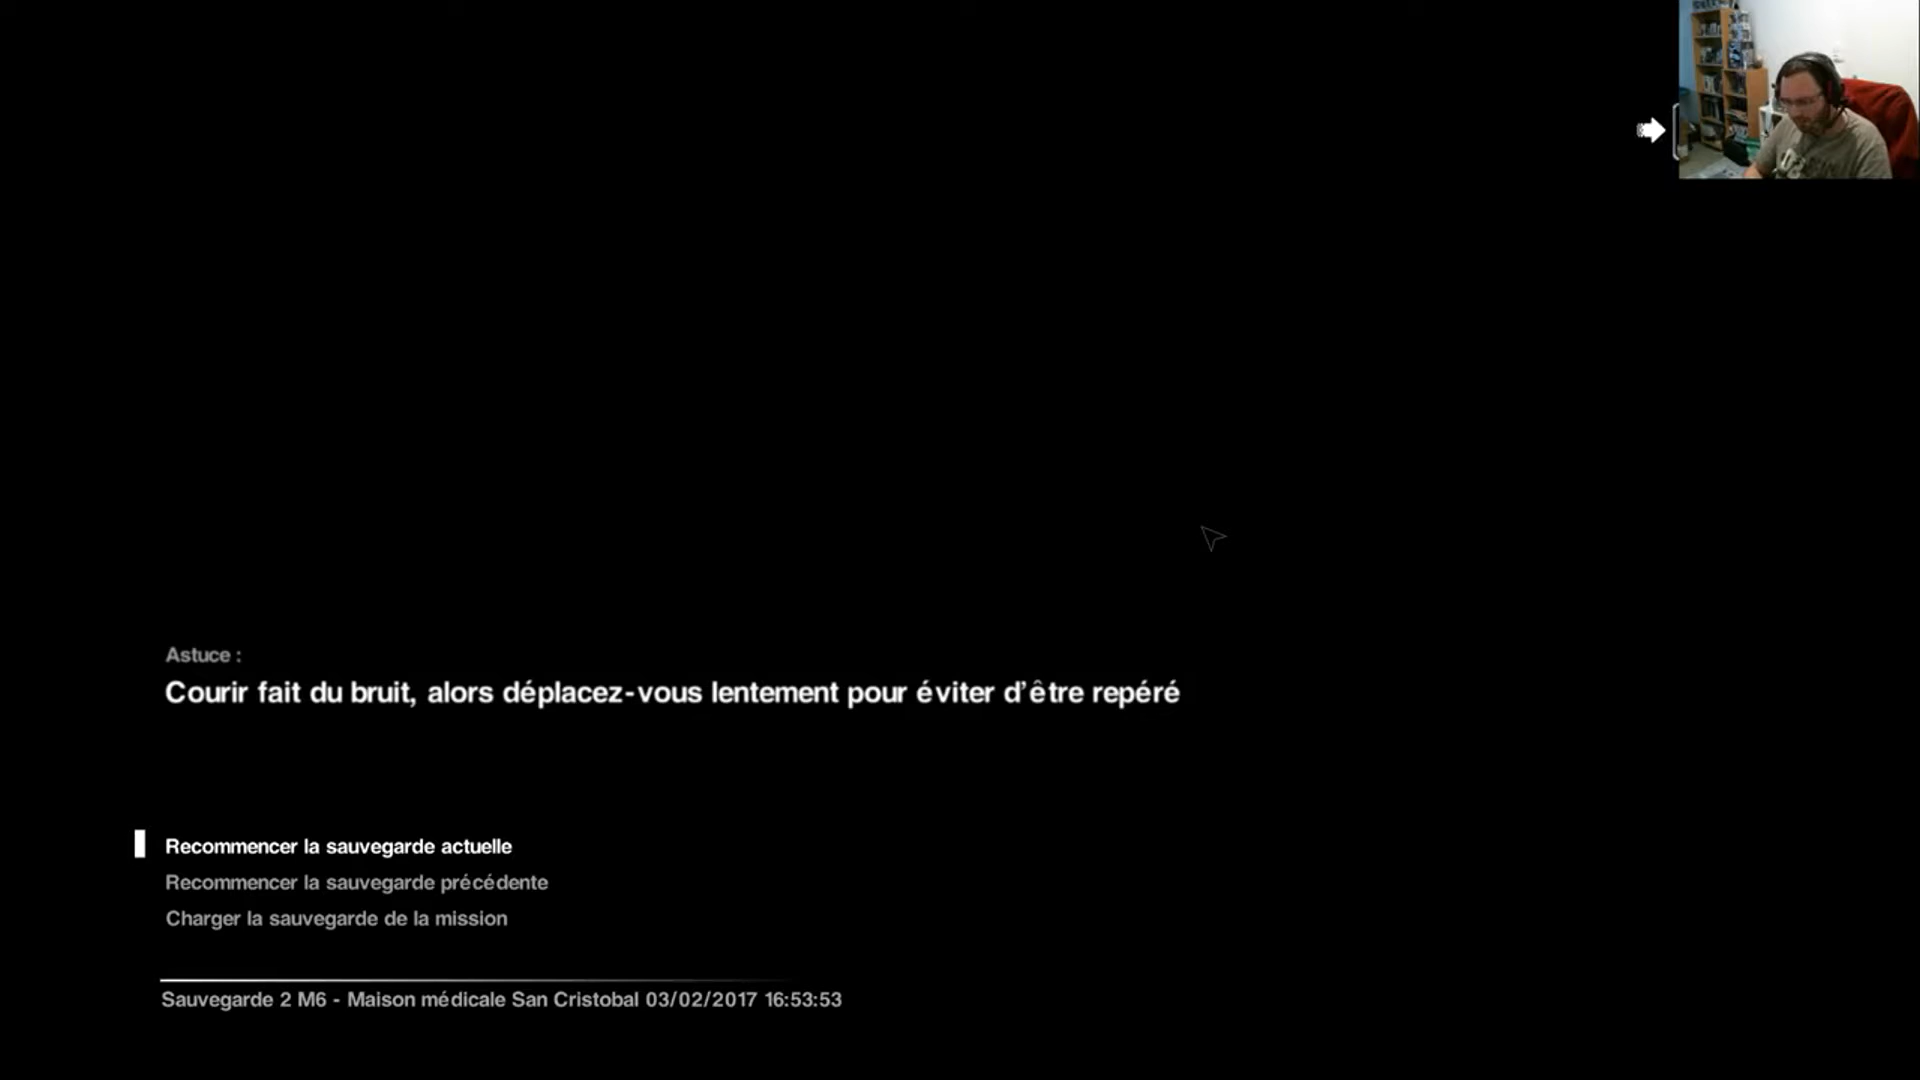 Astuce :
Courir fait du bruit, alors déplacez-vous lentement pour éviter d'être repéré
Recommencer la sauvegarde actuelle
Recommencer la sauvegarde précédente
Charger la sauvegarde de la mission
Sauvegarde 2 M6 - Maison médicale San Cristobal 03/02/2017 16:53:53